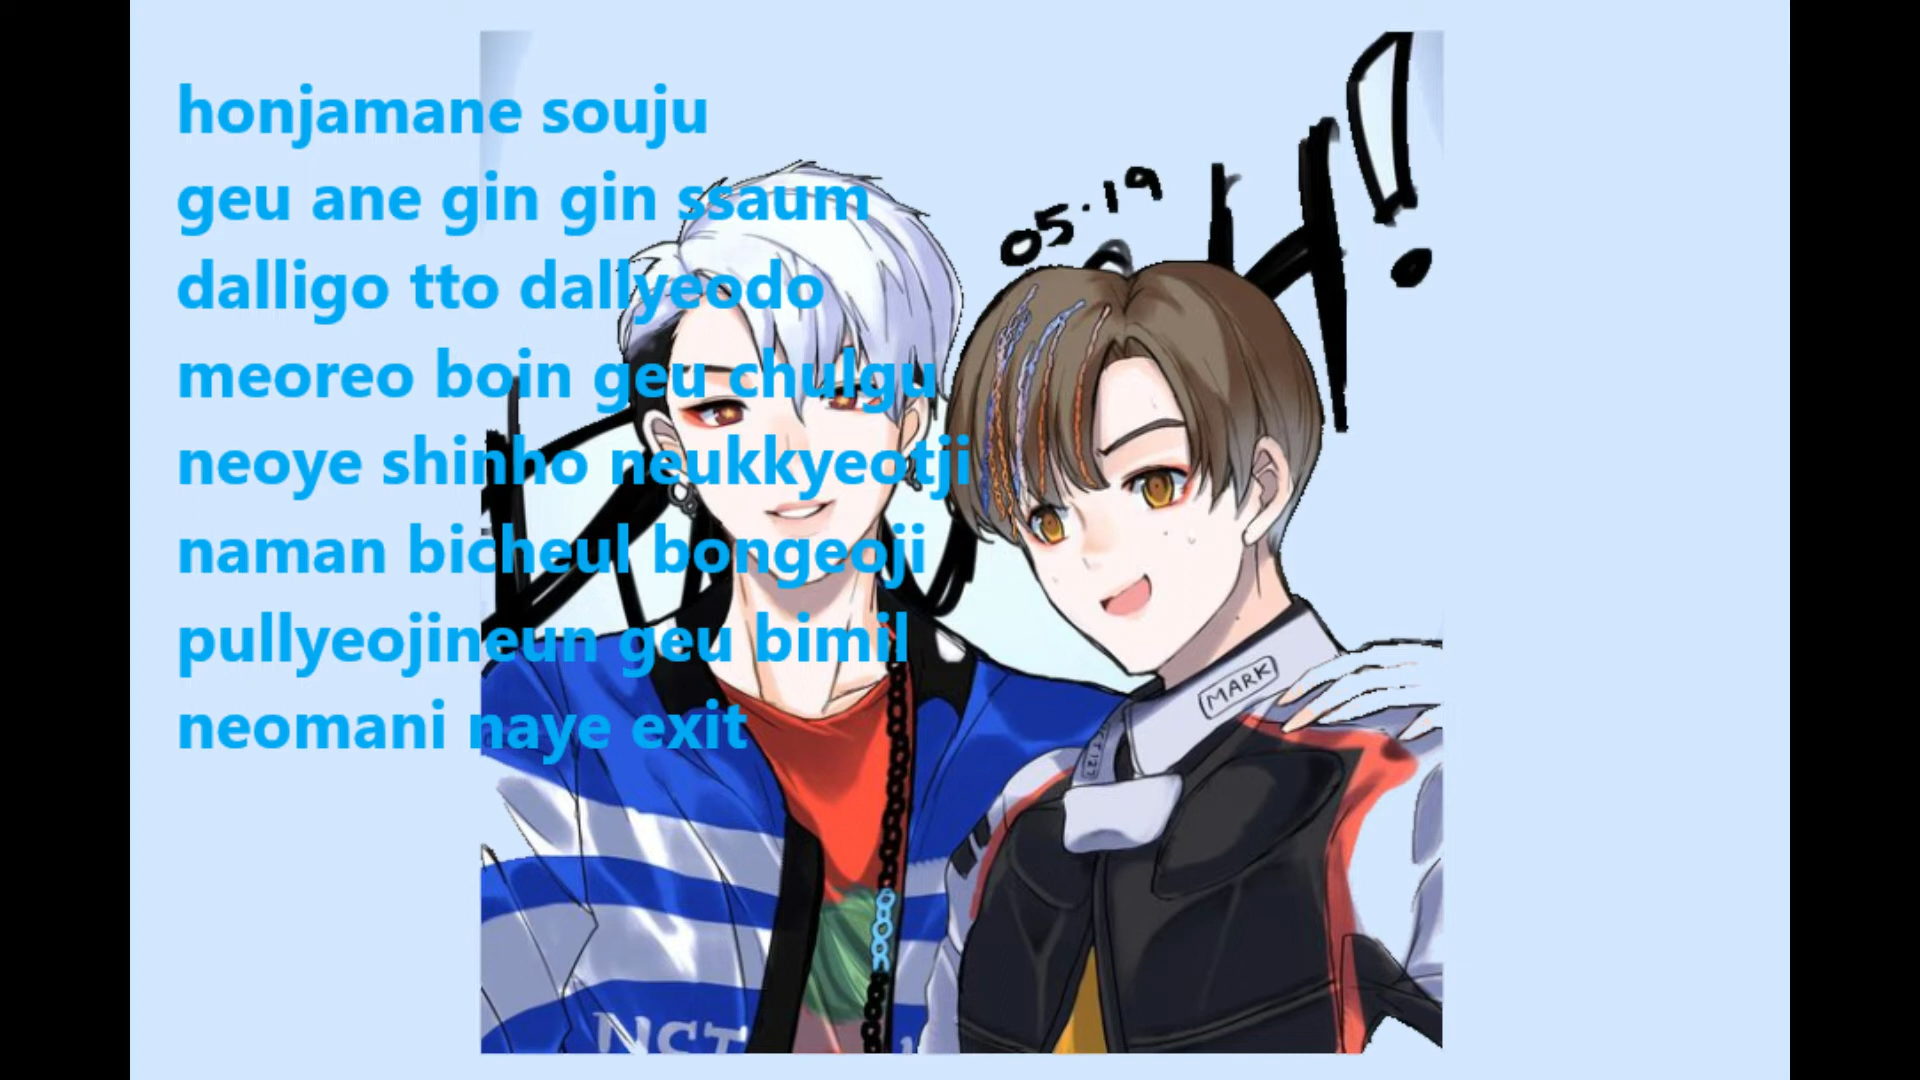 honjamane souju
geu ane gin gin ssaum
dalligo tto dallyeodo
meoreo boin geu chulgu
neoye shinho neukkyeotji
naman bicheul bongeoji
pullyeojineun geu bimil
neomani naye exit
05.19
H!
MARK
NCT